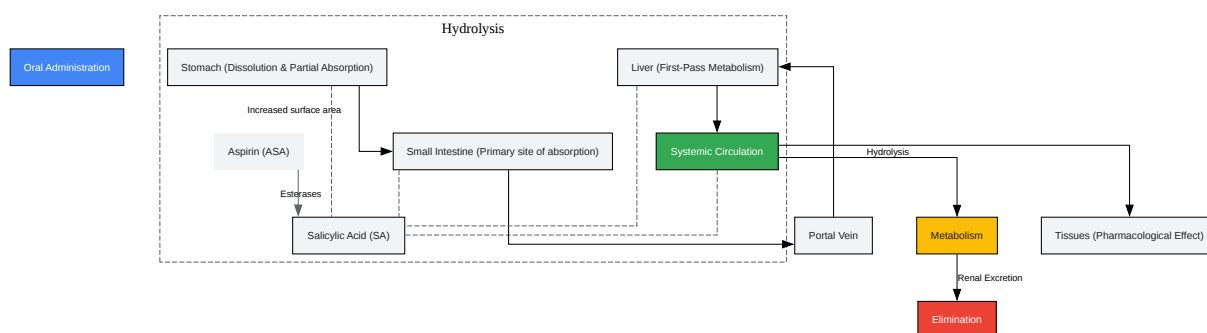 Hydrolysis
Oral Administration
Stomach (Dissolution & Partial Absorption)
Liver (First-Pass Metabolism)
Increased surface area
Aspirin (ASA)
Small Intestine (Primary site of absorption)
Systemic Circulation
Hydrolysis
Esterases
Salicylic Acid (SA)
Portal Vein
Metabolism
Tissues (Pharmacological Effect)
Renal Excretion
Elimination